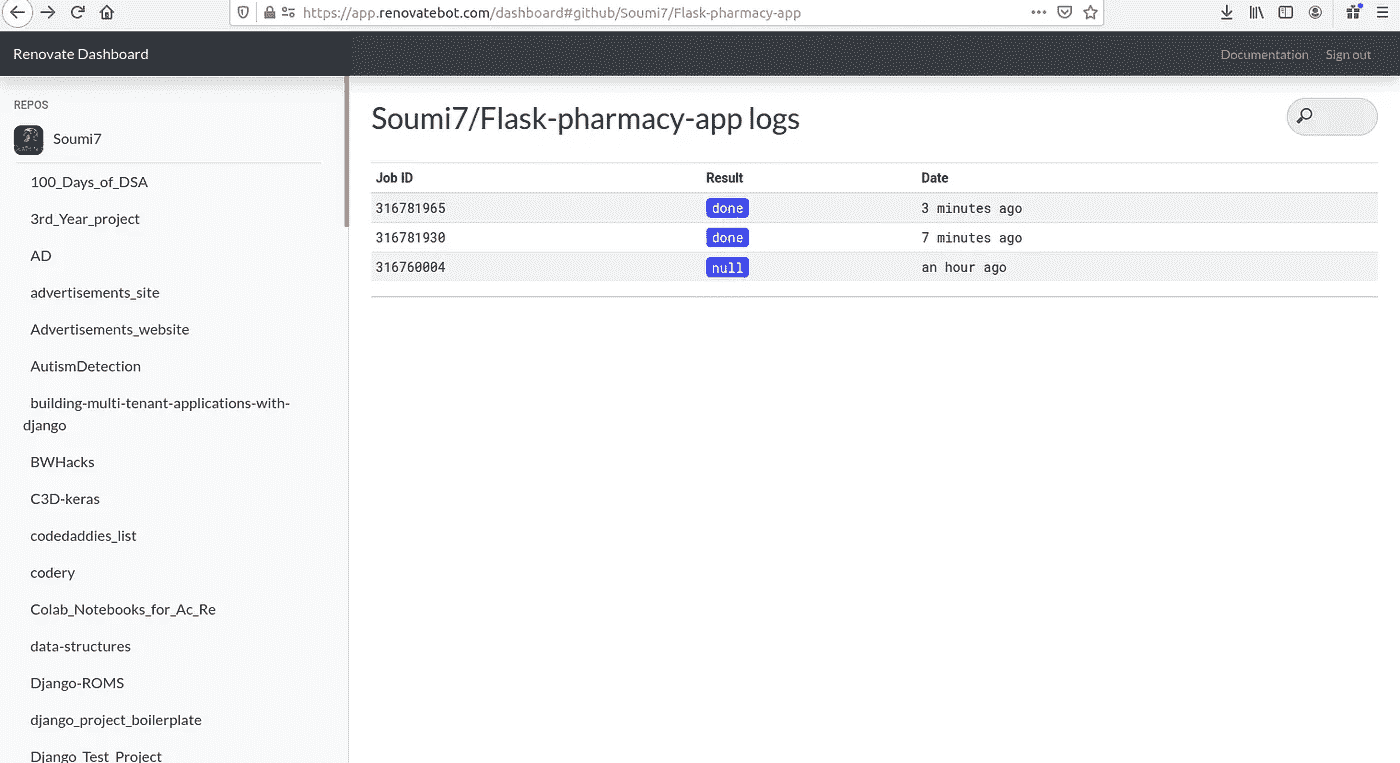 https://app.renovatebot.com/dashboard#github/Soumi7/Flask-pharmacy-app
Renovate Dashboard
Documentation
Sign out
REPOS
Soumi7
100_Days_of_DSA
3rd_Year_project
AD
advertisements_site
Advertisements_website
AutismDetection
building-multi-tenant-applications-with-
django
BWHacks
C3D-keras
codedaddies_list
codery
Colab_Notebooks_for_Ac_Re
data-structures
Django-ROMS
django_project_boilerplate
Django_Test_Project
Soumi7/Flask-pharmacy-app logs
Job ID Result Date
316781965 done 3 minutes ago
316781930 done 7 minutes ago
316760004 null an hour ago